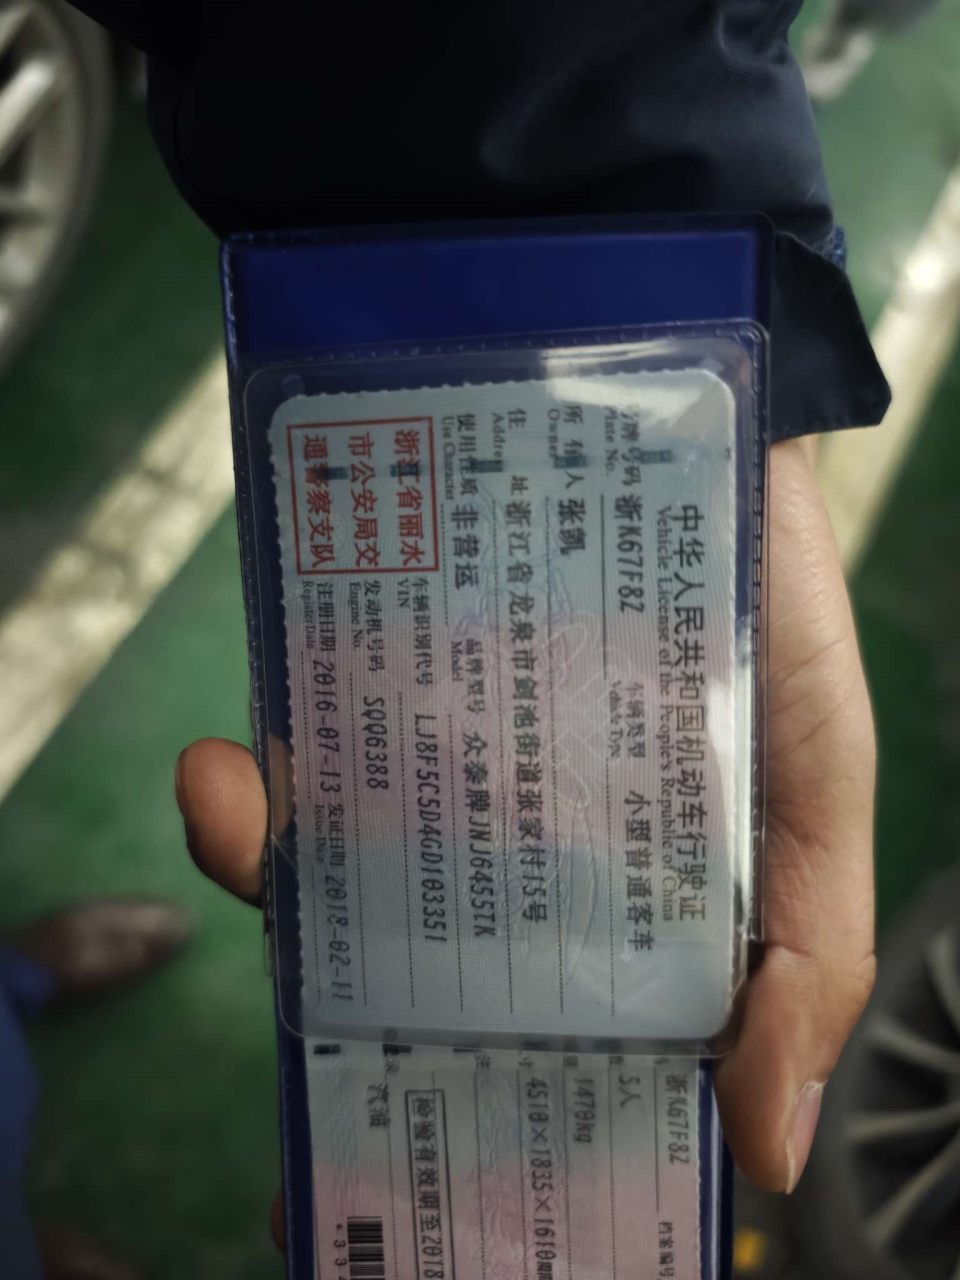 中华人民共和国机动车行驶证
Vehicle License of the People's Republic of China
号牌号码 浙K67F8Z 车辆类型 小型普通客车
Plate No. Vehicle Type
所有人 张凯
Owner
住址 浙江省龙泉市剑池街道张家村15号
Address
使用性质 非营运 品牌型号 众泰牌JNJ6455TK
Use Character Model
浙江省丽水
市公安局交
通警察支队
车辆识别代号 LJ8F5C5D4GD103351
VIN
发动机号码 SQQ6388
Engine No.
注册日期 2016-07-13 发证日期 2018-02-11
Register Date Issue Date
浙K67F8Z 档案编号
5人
1470kg
4510×1835×1610
检验有效期至2018
汽油